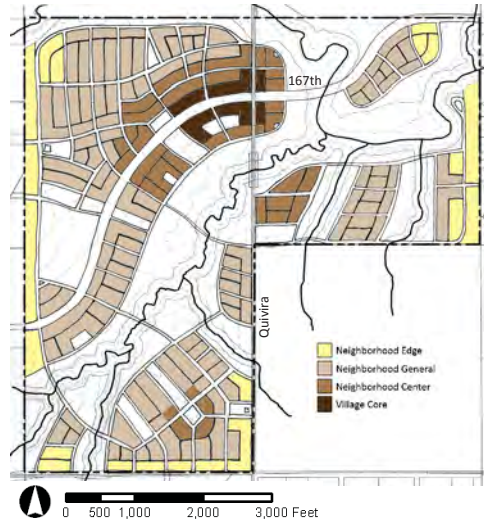 167th
Quivira
Neighborhood Edge
Neighborhood General
Neighborhood Center
Village Core
0 500 1,000 2,000 3,000 Feet